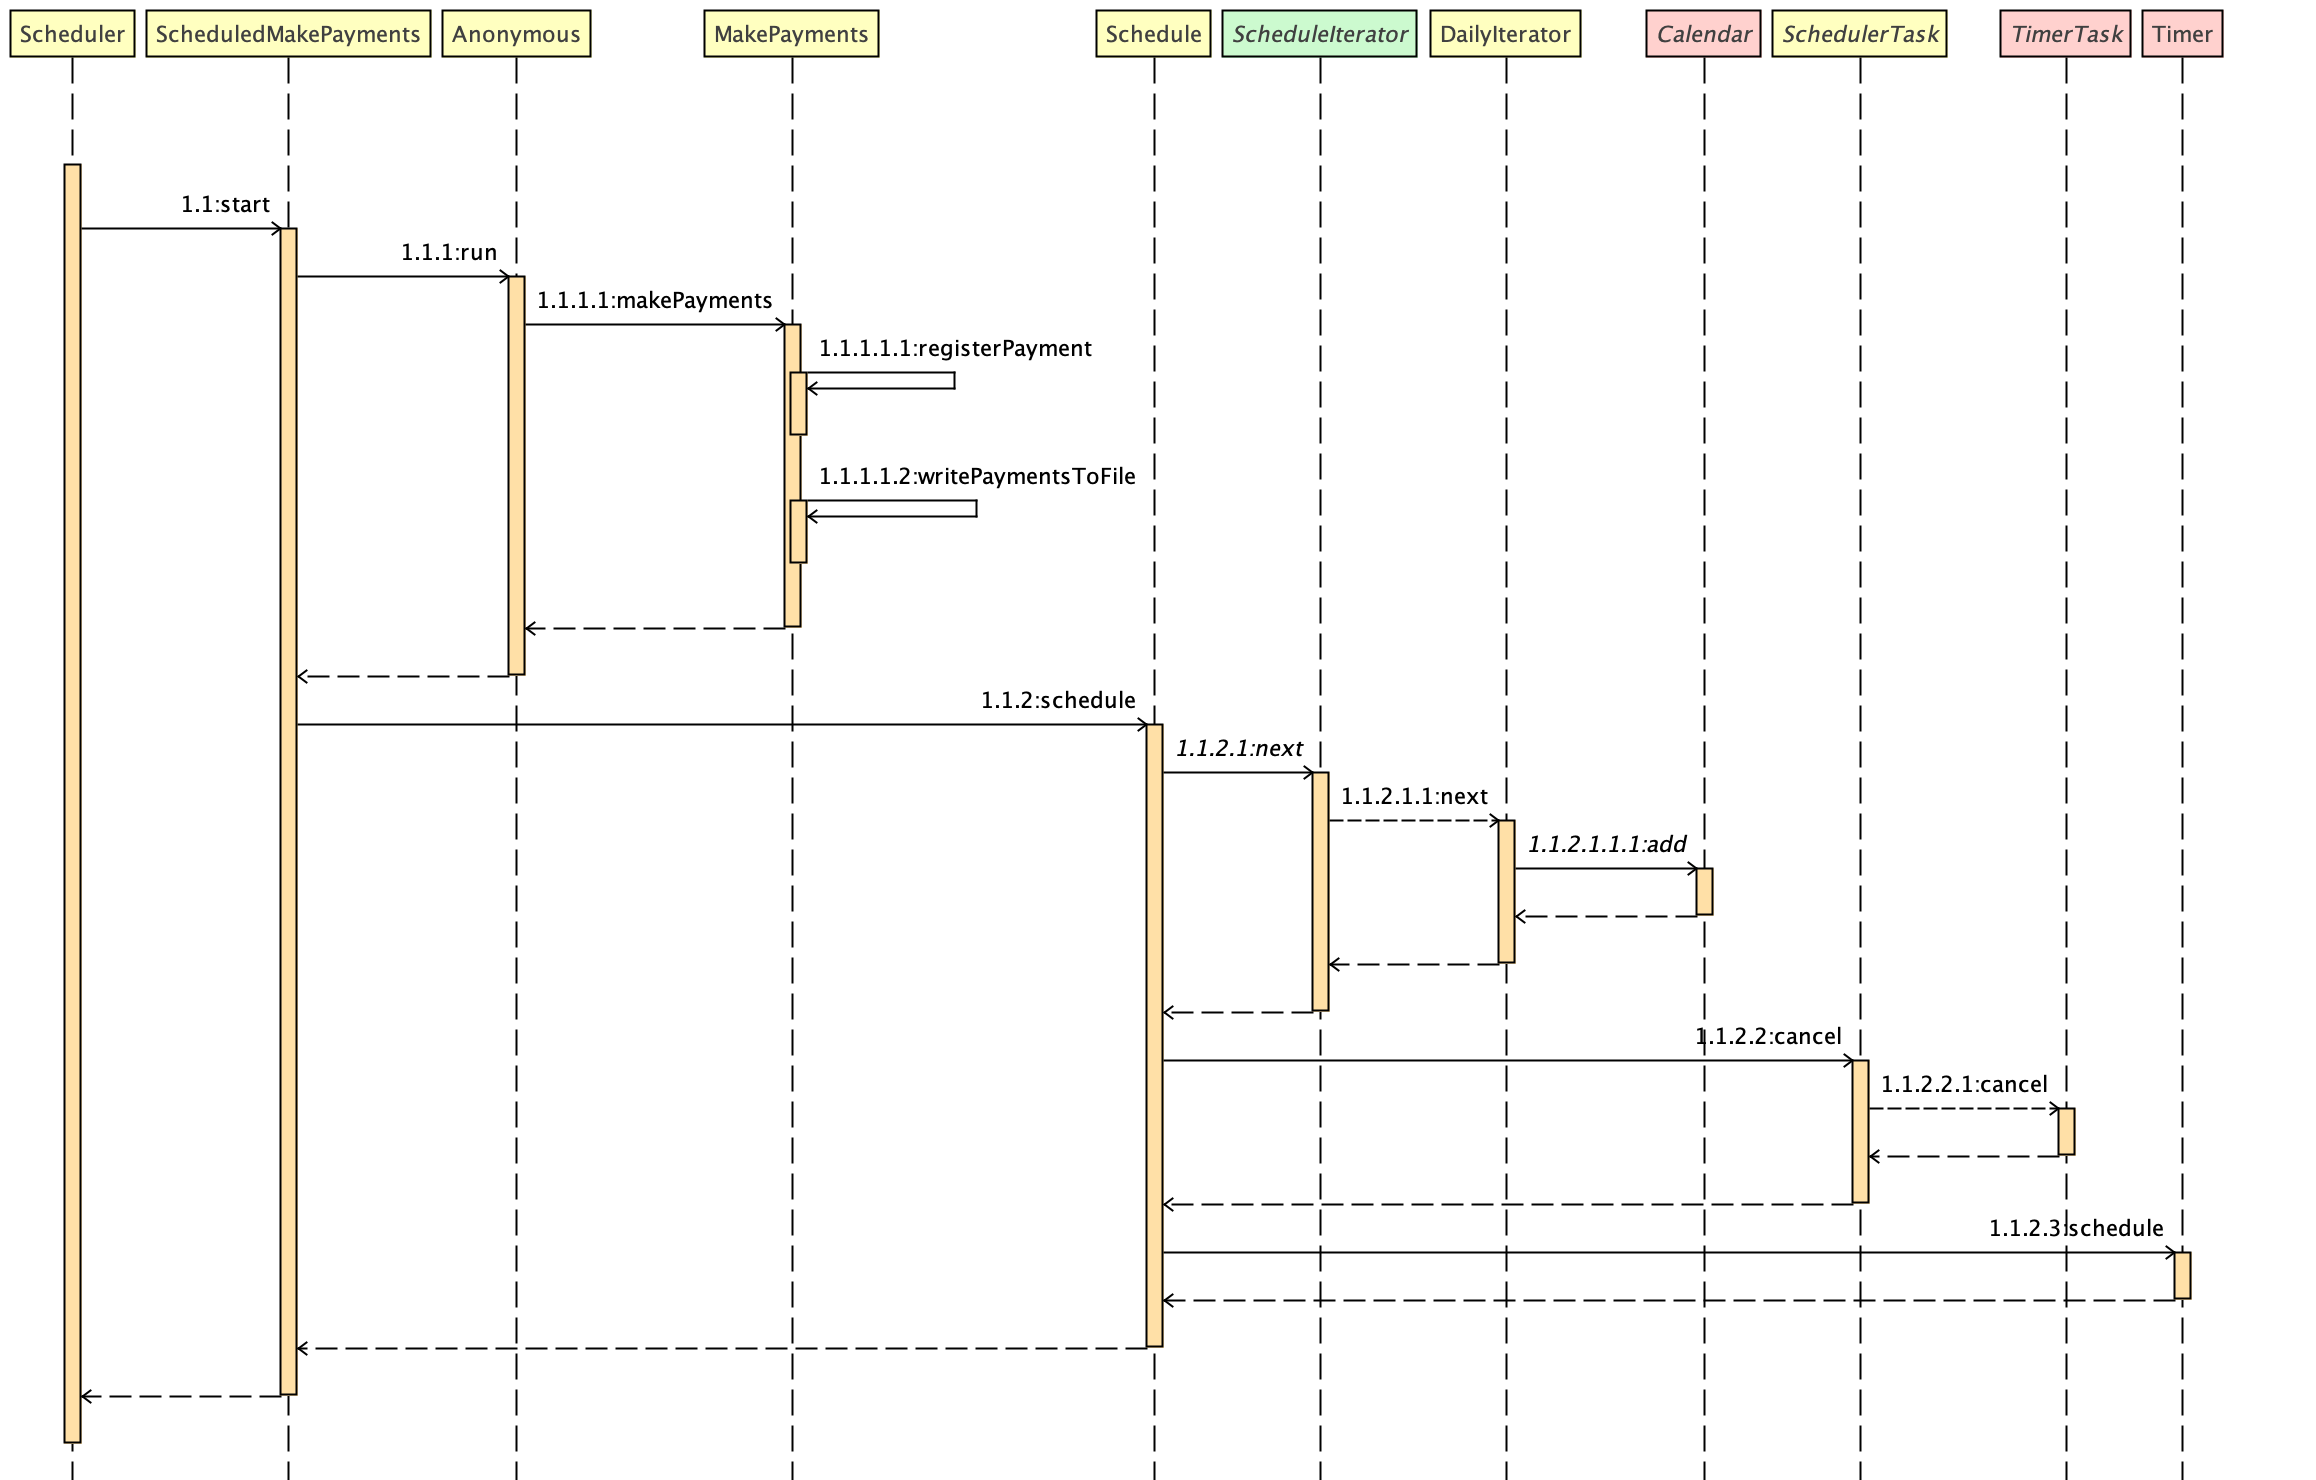 Scheduler
ScheduledMakePayments
Anonymous
MakePayments
Schedule
ScheduleIterator
DailyIterator
Calendar
SchedulerTask
TimerTask
Timer
1.1:start
1.1.1:run
1.1.1.1:makePayments
1.1.1.1.1:registerPayment
1.1.1.1.2:writePaymentsToFile
1.1.2:schedule
1.1.2.1:next
1.1.2.1.1:next
1.1.2.1.1.1:add
1.1.2.2:cancel
1.1.2.2.1:cancel
1.1.2.3:schedule